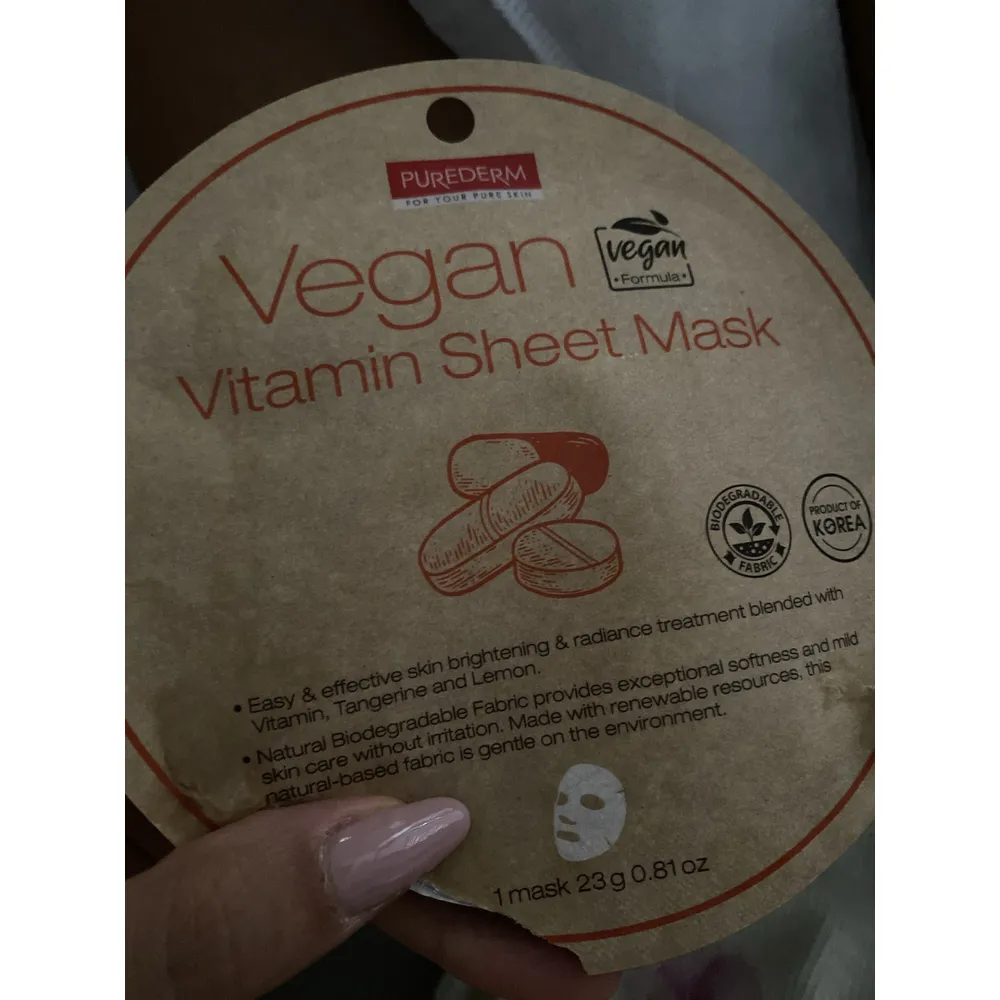 PUREDERM
FOR YOUR PURE SKIN
Vegan
vegan
•Formula•
Vitamin Sheet Mask
BIODEGRADABLE
FABRIC
PRODUCT OF
KOREA
• Easy & effective skin brightening & radiance treatment blended with
Vitamin, Tangerine and Lemon.
• Natural Biodegradable Fabric provides exceptional softness and mild
skin care without irritation. Made with renewable resources, this
natural-based fabric is gentle on the environment.
1 mask 23 g 0.81 oz